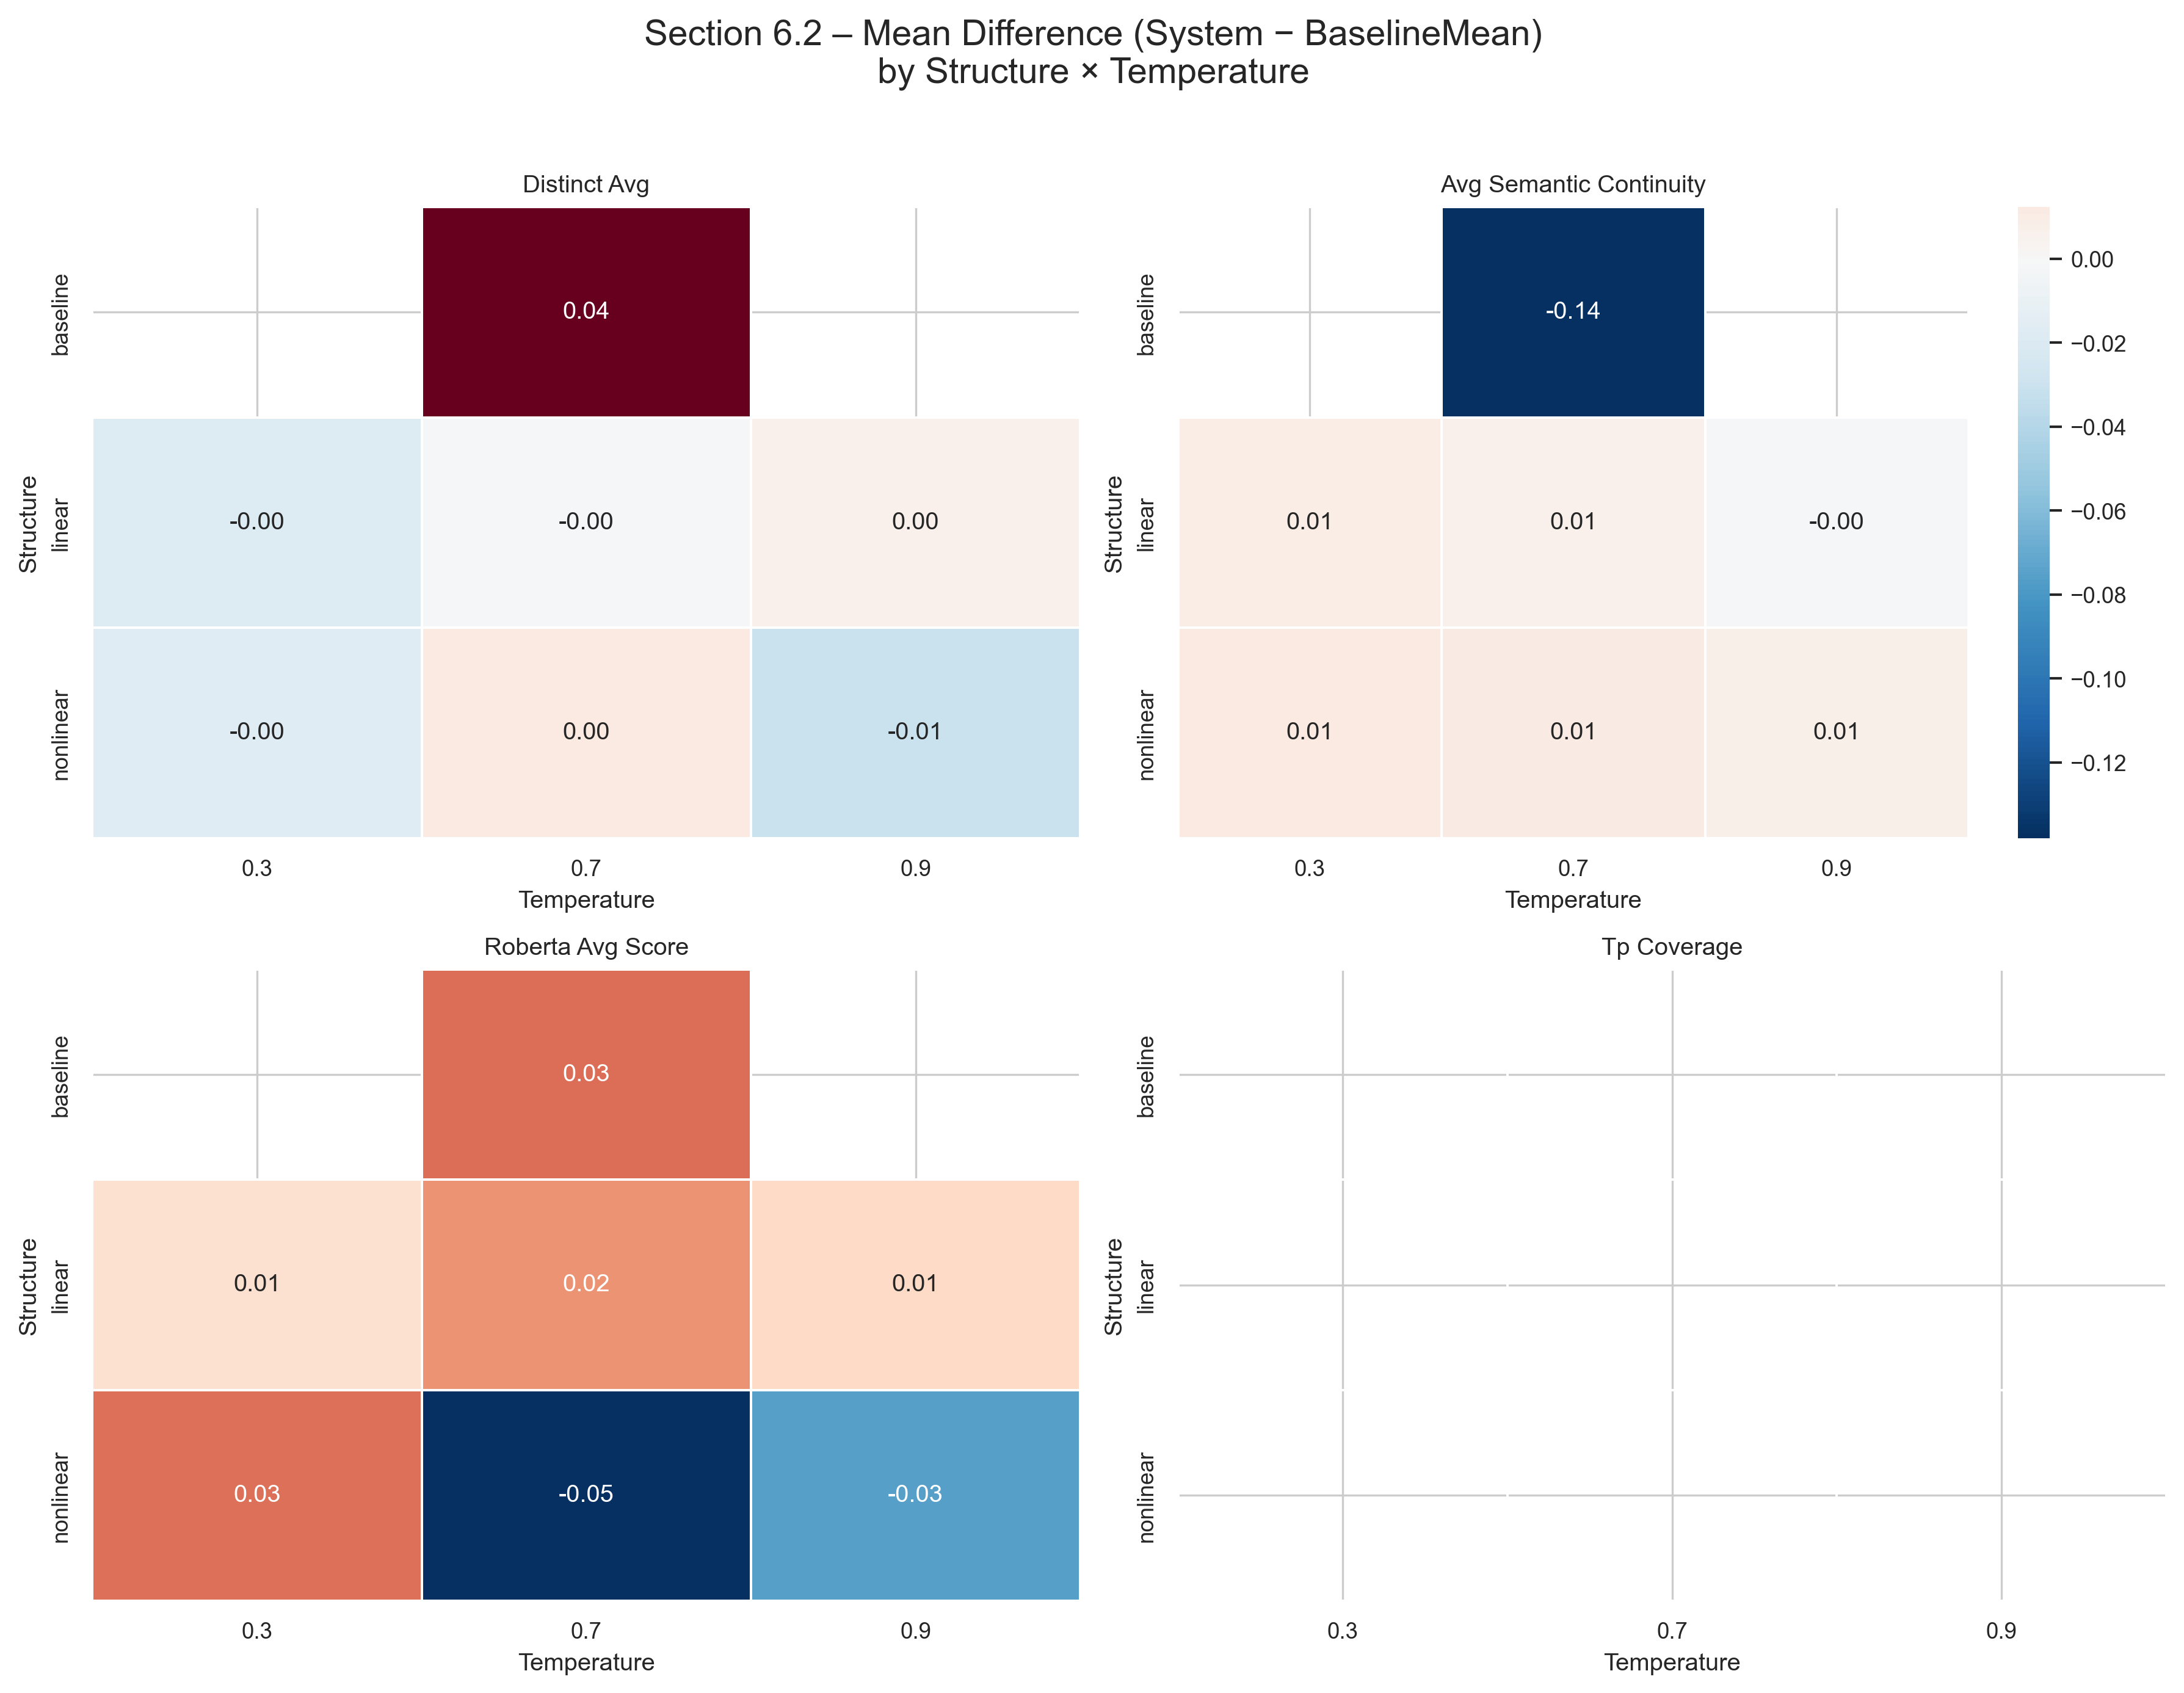 Section 6.2 – Mean Difference (System − BaselineMean)
by Structure × Temperature
Distinct Avg
Structure
baseline
linear
nonlinear
0.04
-0.00
-0.00
0.00
-0.00
0.00
-0.01
0.3
0.7
0.9
Temperature
Avg Semantic Continuity
Structure
baseline
linear
nonlinear
-0.14
0.01
0.01
-0.00
0.01
0.01
0.01
0.3
0.7
0.9
Temperature
0.00
−0.02
−0.04
−0.06
−0.08
−0.10
−0.12
Roberta Avg Score
Structure
baseline
linear
nonlinear
0.03
0.01
0.02
0.01
0.03
-0.05
-0.03
0.3
0.7
0.9
Temperature
Tp Coverage
Structure
baseline
linear
nonlinear
0.3
0.7
0.9
Temperature